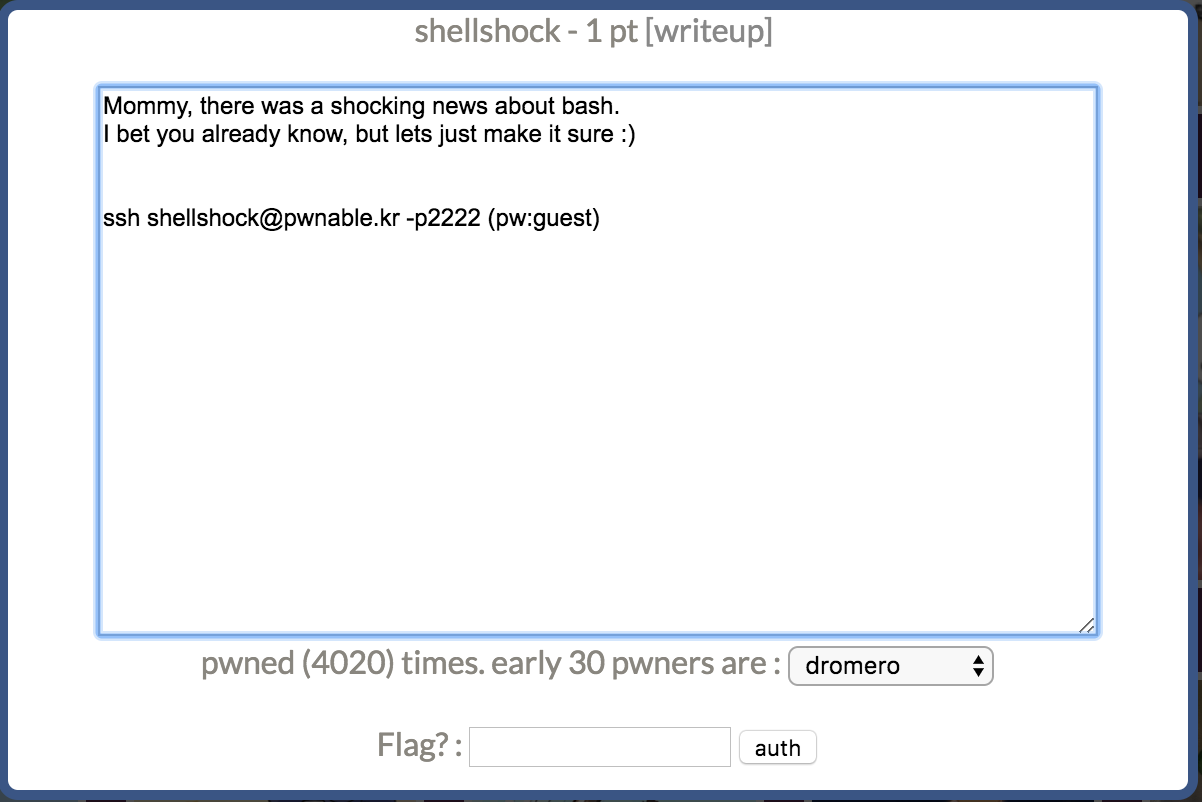 shellshock - 1 pt [writeup]
Mommy, there was a shocking news about bash.
I bet you already know, but lets just make it sure :)
ssh shellshock@pwnable.kr -p2222 (pw:guest)
pwned (4020) times. early 30 pwners are : dromero
Flag? : auth